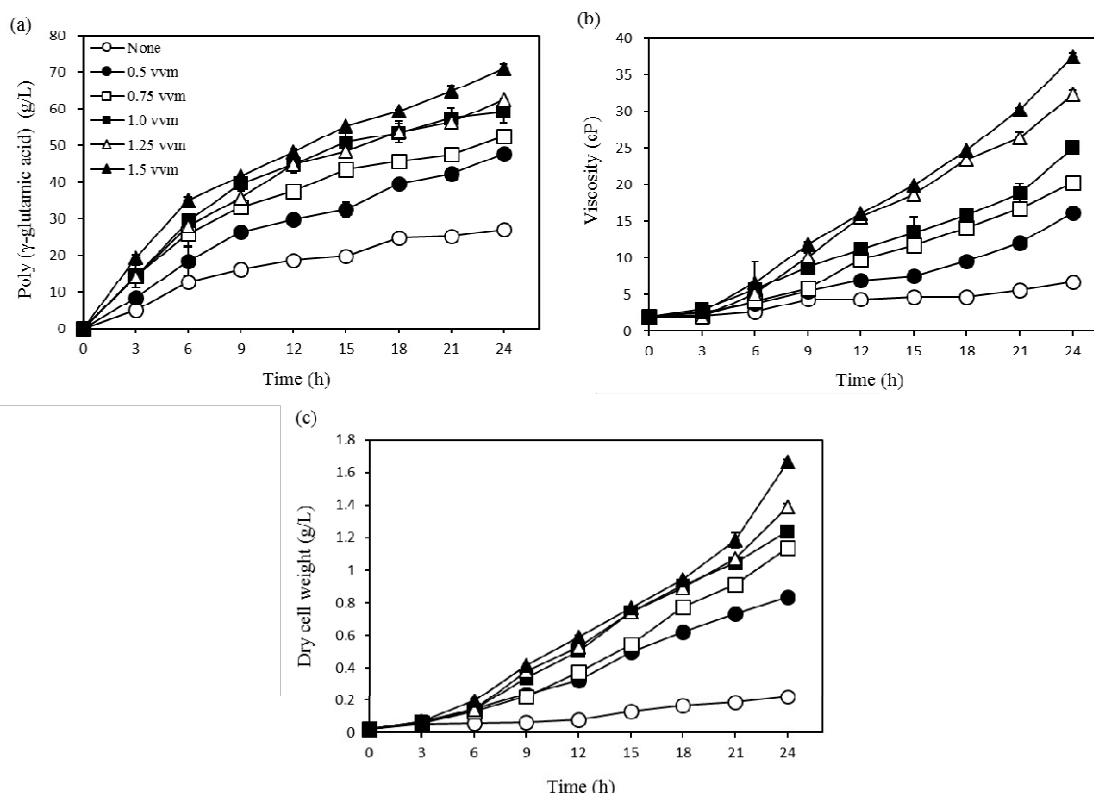 (a)
Poly (γ-glutamic acid) (g/L)
80
70
60
50
40
30
20
10
0
None
0.5 vvm
0.75 vvm
1.0 vvm
1.25 vvm
1.5 vvm
0 3 6 9 12 15 18 21 24
Time (h)
(b)
Viscosity (cP)
40
35
30
25
20
15
10
5
0
0 3 6 9 12 15 18 21 24
Time (h)
(c)
Dry cell weight (g/L)
1.8
1.6
1.4
1.2
1
0.8
0.6
0.4
0.2
0
0 3 6 9 12 15 18 21 24
Time (h)